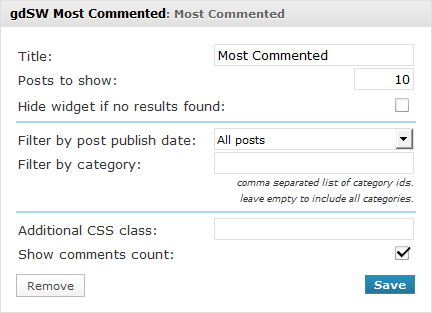 gdSW Most Commented: Most Commented
Title: Most Commented
Posts to show: 10
Hide widget if no results found:
Filter by post publish date: All posts
Filter by category:
comma separated list of category ids.
leave empty to include all categories.
Additional CSS class:
Show comments count:
Remove Save